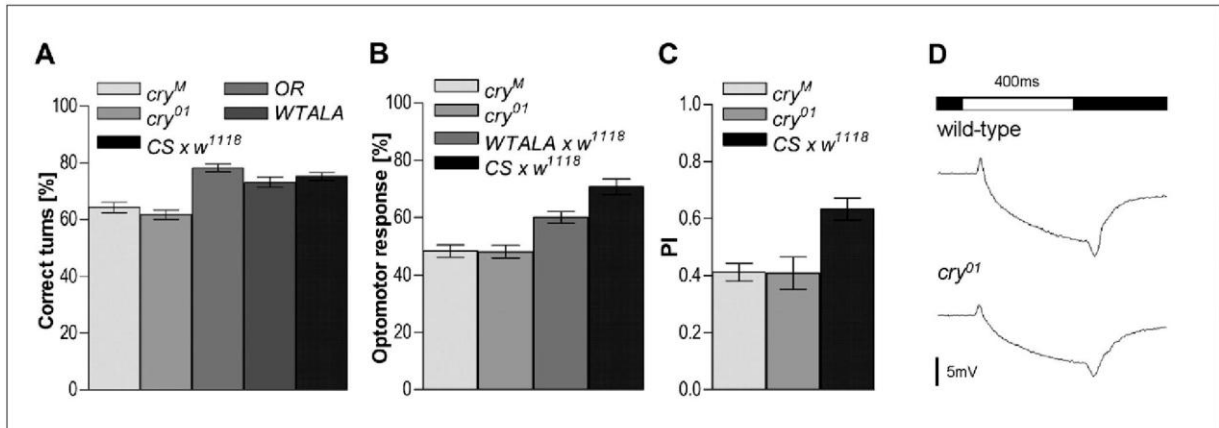 A
cry^M
cry^01
CS x w^1118
OR
WTALA
Correct turns [%]
100
80
60
40
20
0
B
cry^M
cry^01
WTALA x w^1118
CS x w^1118
Optomotor response [%]
100
80
60
40
20
0
C
cry^M
cry^01
CS x w^1118
PI
1.0
0.8
0.6
0.4
0.2
0.0
D
400ms
wild-type
cry^01
5mV